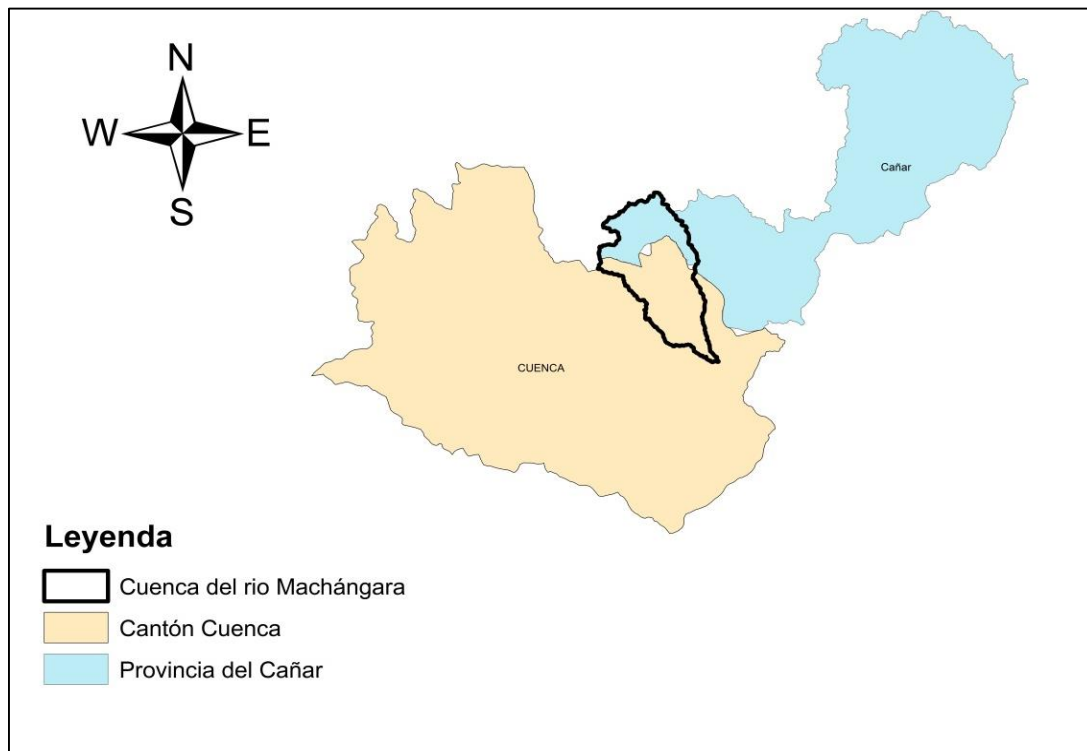 N
W E
S
Cañar
CUENCA
Leyenda
Cuenca del rio Machángara
Cantón Cuenca
Provincia del Cañar